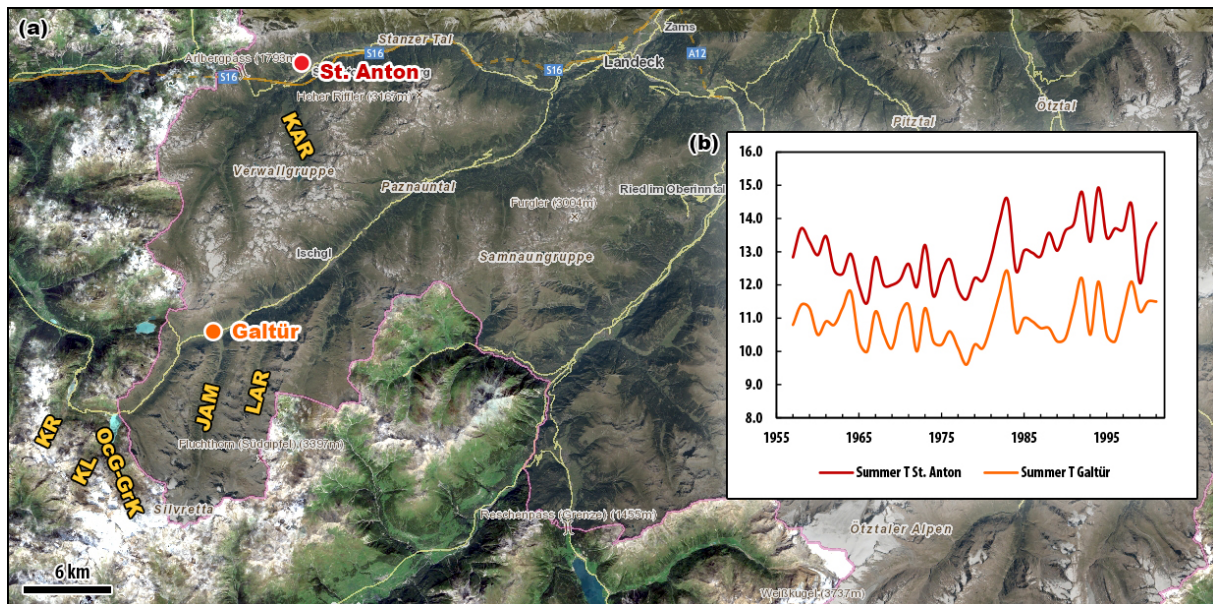 (a)
Zams
Stanzer Tal
S16
A12
Arlbergpass (1793m)
St. Anton
S16
S16
Landeck
Hoher Riffler (3167m)
Ötztal
KAR
Pitztal
(b)
Verwallgruppe
Paznauntal
Ried im Oberinntal
Furgler (3004m)
Ischgl
Samnaungruppe
Galtür
JAM
LAR
KR
Fluchthorn (Südgipfel) (3397m)
OcG-GrK
KL
Silvretta
Reschenpass (Grenze) (1455m)
Ötztaler Alpen
6 km
Weißkugel (3737m)
16.0
15.0
14.0
13.0
12.0
11.0
10.0
9.0
8.0
1955
1965
1975
1985
1995
Summer T St. Anton
Summer T Galtür